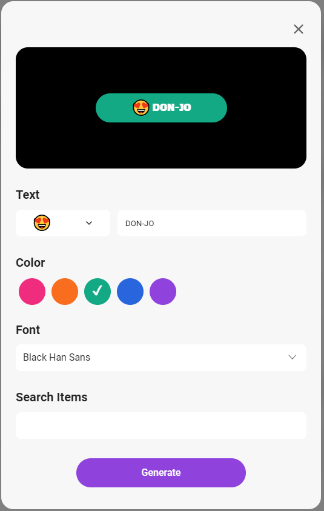 DON-JO
Text
DON-JO
Color
Font
Black Han Sans
Search Items
Generate